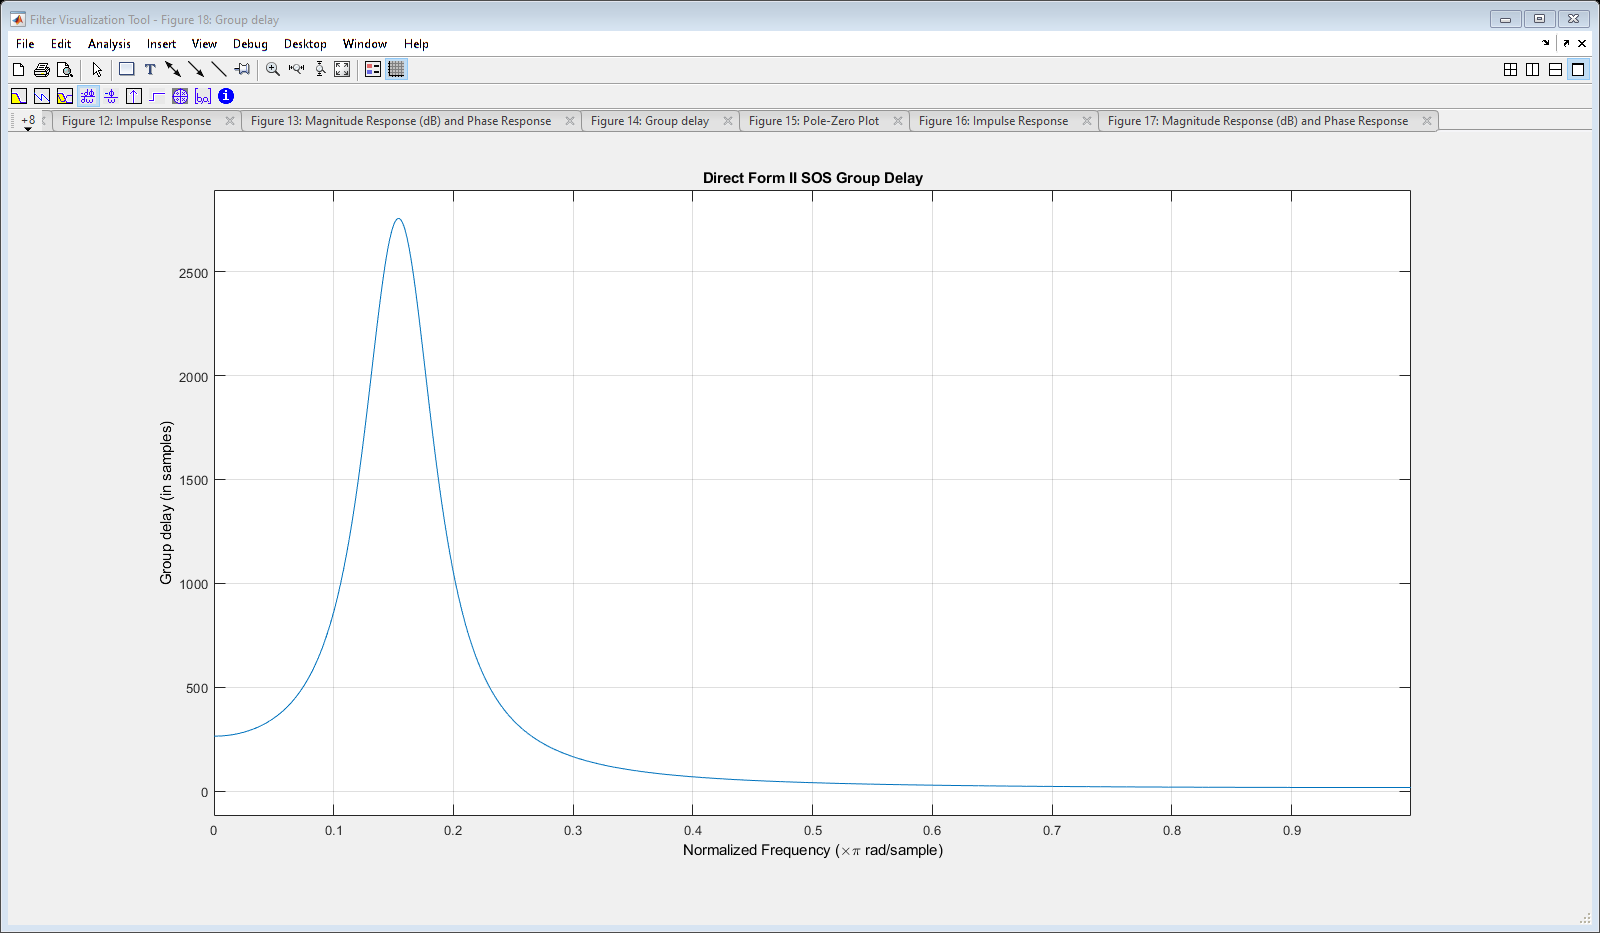 Filter Visualization Tool - Figure 18: Group delay
File Edit Analysis Insert View Debug Desktop Window Help
+8 Figure 12: Impulse Response Figure 13: Magnitude Response (dB) and Phase Response Figure 14: Group delay Figure 15: Pole-Zero Plot Figure 16: Impulse Response Figure 17: Magnitude Response (dB) and Phase Response
Direct Form II SOS Group Delay
Group delay (in samples)
2500
2000
1500
1000
500
0
0 0.1 0.2 0.3 0.4 0.5 0.6 0.7 0.8 0.9
Normalized Frequency (×π rad/sample)